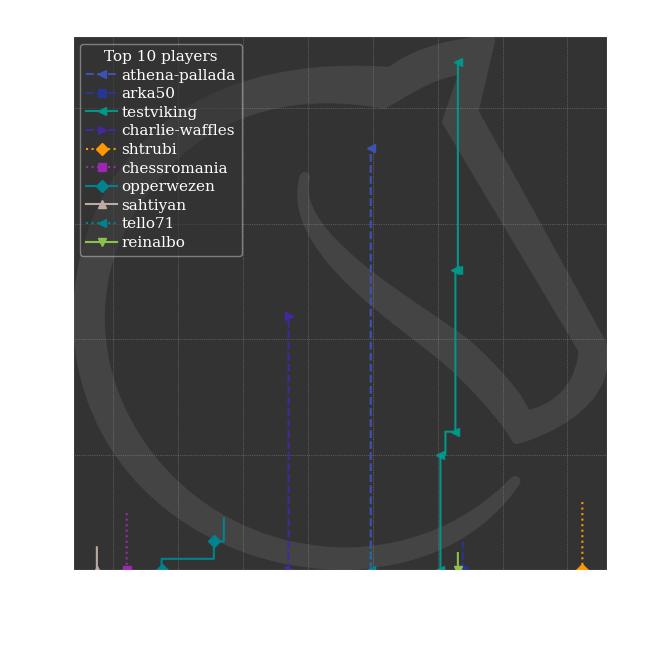 Top 10 players
athena-pallada
arka50
testviking
charlie-waffles
shtrubi
chessromania
opperwezen
sahtiyan
tello71
reinalbo